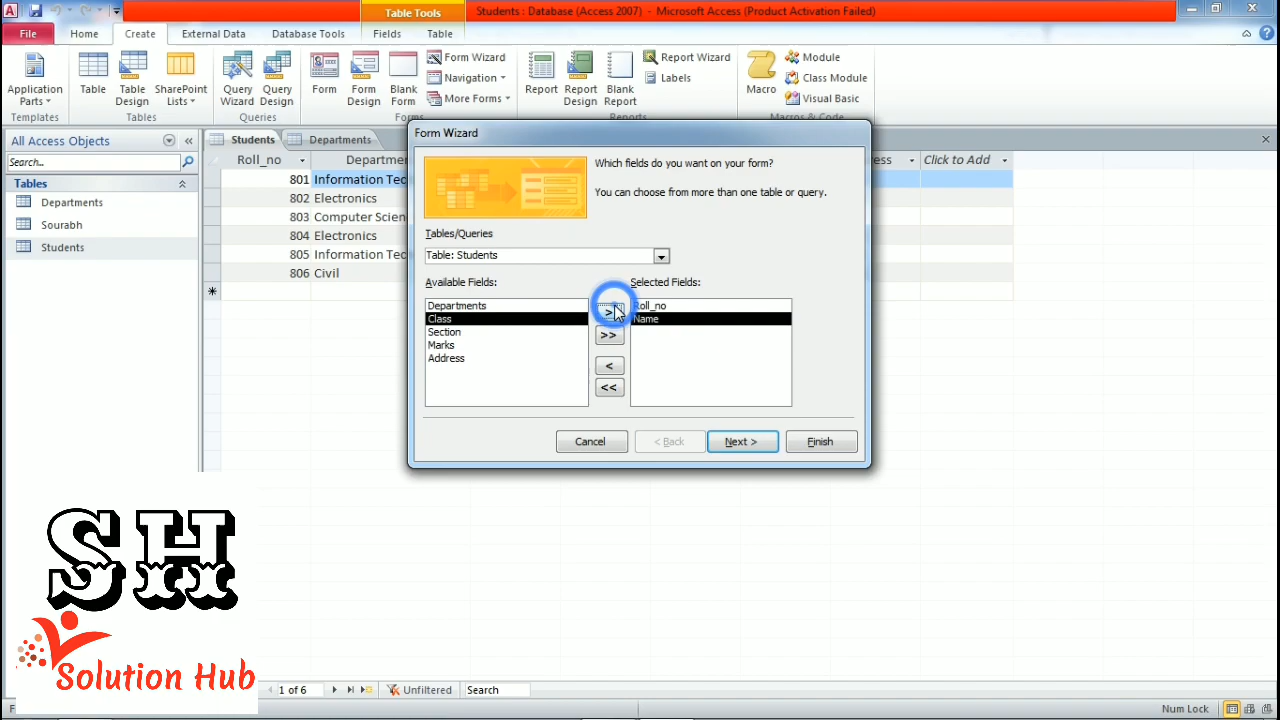 Table Tools
Students : Database (Access 2007) - Microsoft Access (Product Activation Failed)
File Home Create External Data Database Tools Fields Table
Application Parts
Table
Table Design
SharePoint Lists
Query Wizard
Query Design
Form
Form Design
Blank Form
Form Wizard
Navigation
More Forms
Report
Report Design
Blank Report
Report Wizard
Labels
Macro
Module
Class Module
Visual Basic
Templates Tables Queries Forms Reports Macros & Code
All Access Objects
Search...
Tables
Departments
Sourabh
Students
Students Departments
Roll_no Click to Add
801 Information Tec
802 Electronics
803 Computer Scien
804 Electronics
805 Information Tec
806 Civil
Form Wizard
Which fields do you want on your form?
You can choose from more than one table or query.
Tables/Queries
Table: Students
Available Fields: Selected Fields:
Departments
Class
Section
Marks
Address
>
>>
<
<<
Roll_no
Name
Cancel < Back Next > Finish
SH
Solution Hub
1 of 6 Unfiltered Search
Num Lock